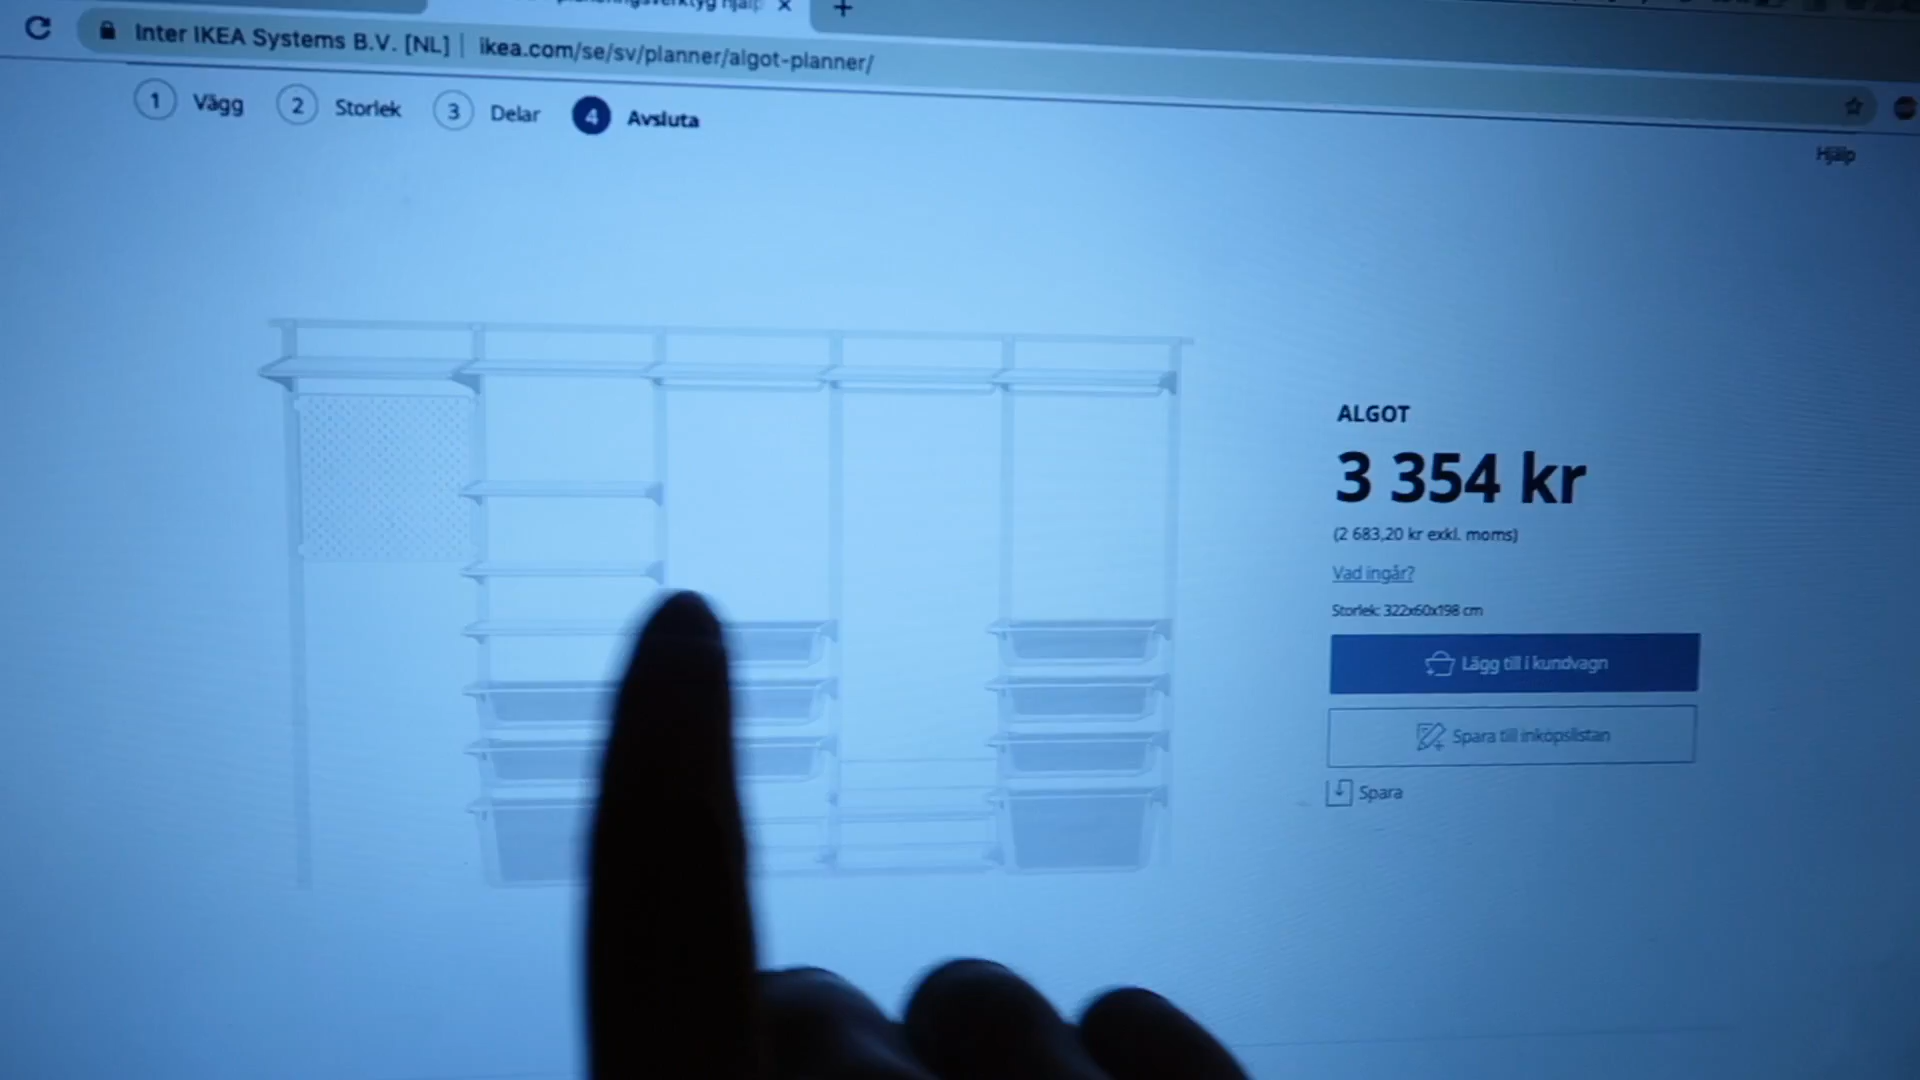 hjälp
Inter IKEA Systems B.V. [NL] | ikea.com/se/sv/planner/algot-planner/
1 Vägg 2 Storlek 3 Delar 4 Avsluta
Hjälp
ALGOT
3 354 kr
(2 683,20 kr exkl. moms)
Vad ingår?
Storlek: 322x60x198 cm
Lägg till i kundvagn
Spara till inköpslistan
Spara